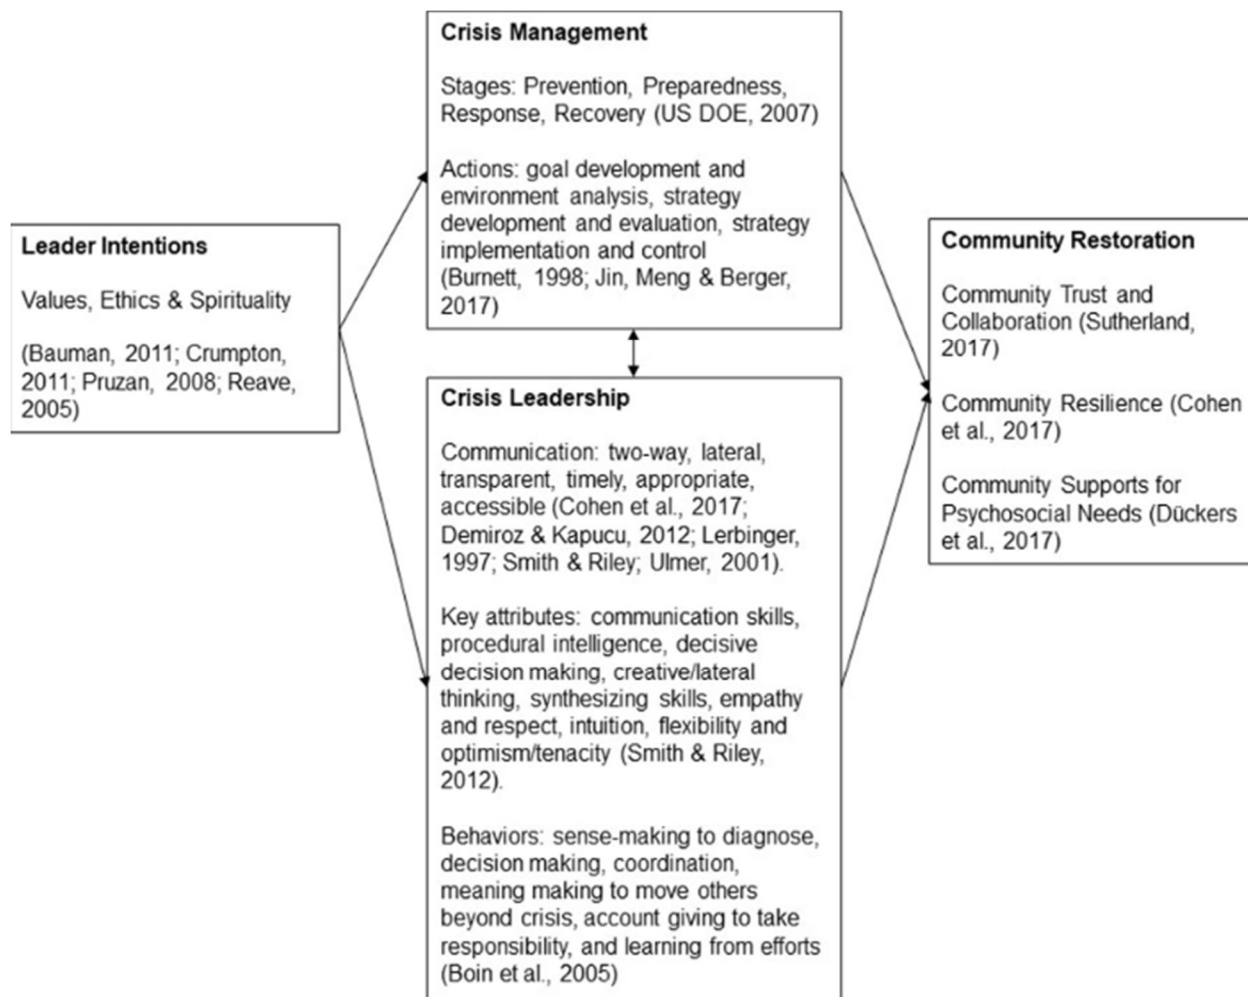 Crisis Management
Stages: Prevention, Preparedness,
Response, Recovery (US DOE, 2007)
Actions: goal development and
environment analysis, strategy
development and evaluation, strategy
implementation and control
(Burnett, 1998; Jin, Meng & Berger,
2017)
Leader Intentions
Values, Ethics & Spirituality
(Bauman, 2011; Crumpton,
2011; Pruzan, 2008; Reave,
2005)
Crisis Leadership
Communication: two-way, lateral,
transparent, timely, appropriate,
accessible (Cohen et al., 2017;
Demiroz & Kapucu, 2012; Lerbinger,
1997; Smith & Riley; Ulmer, 2001).
Key attributes: communication skills,
procedural intelligence, decisive
decision making, creative/lateral
thinking, synthesizing skills, empathy
and respect, intuition, flexibility and
optimism/tenacity (Smith & Riley,
2012).
Behaviors: sense-making to diagnose,
decision making, coordination,
meaning making to move others
beyond crisis, account giving to take
responsibility, and learning from efforts
(Boin et al., 2005)
Community Restoration
Community Trust and
Collaboration (Sutherland,
2017)
Community Resilience (Cohen
et al., 2017)
Community Supports for
Psychosocial Needs (Dückers
et al., 2017)